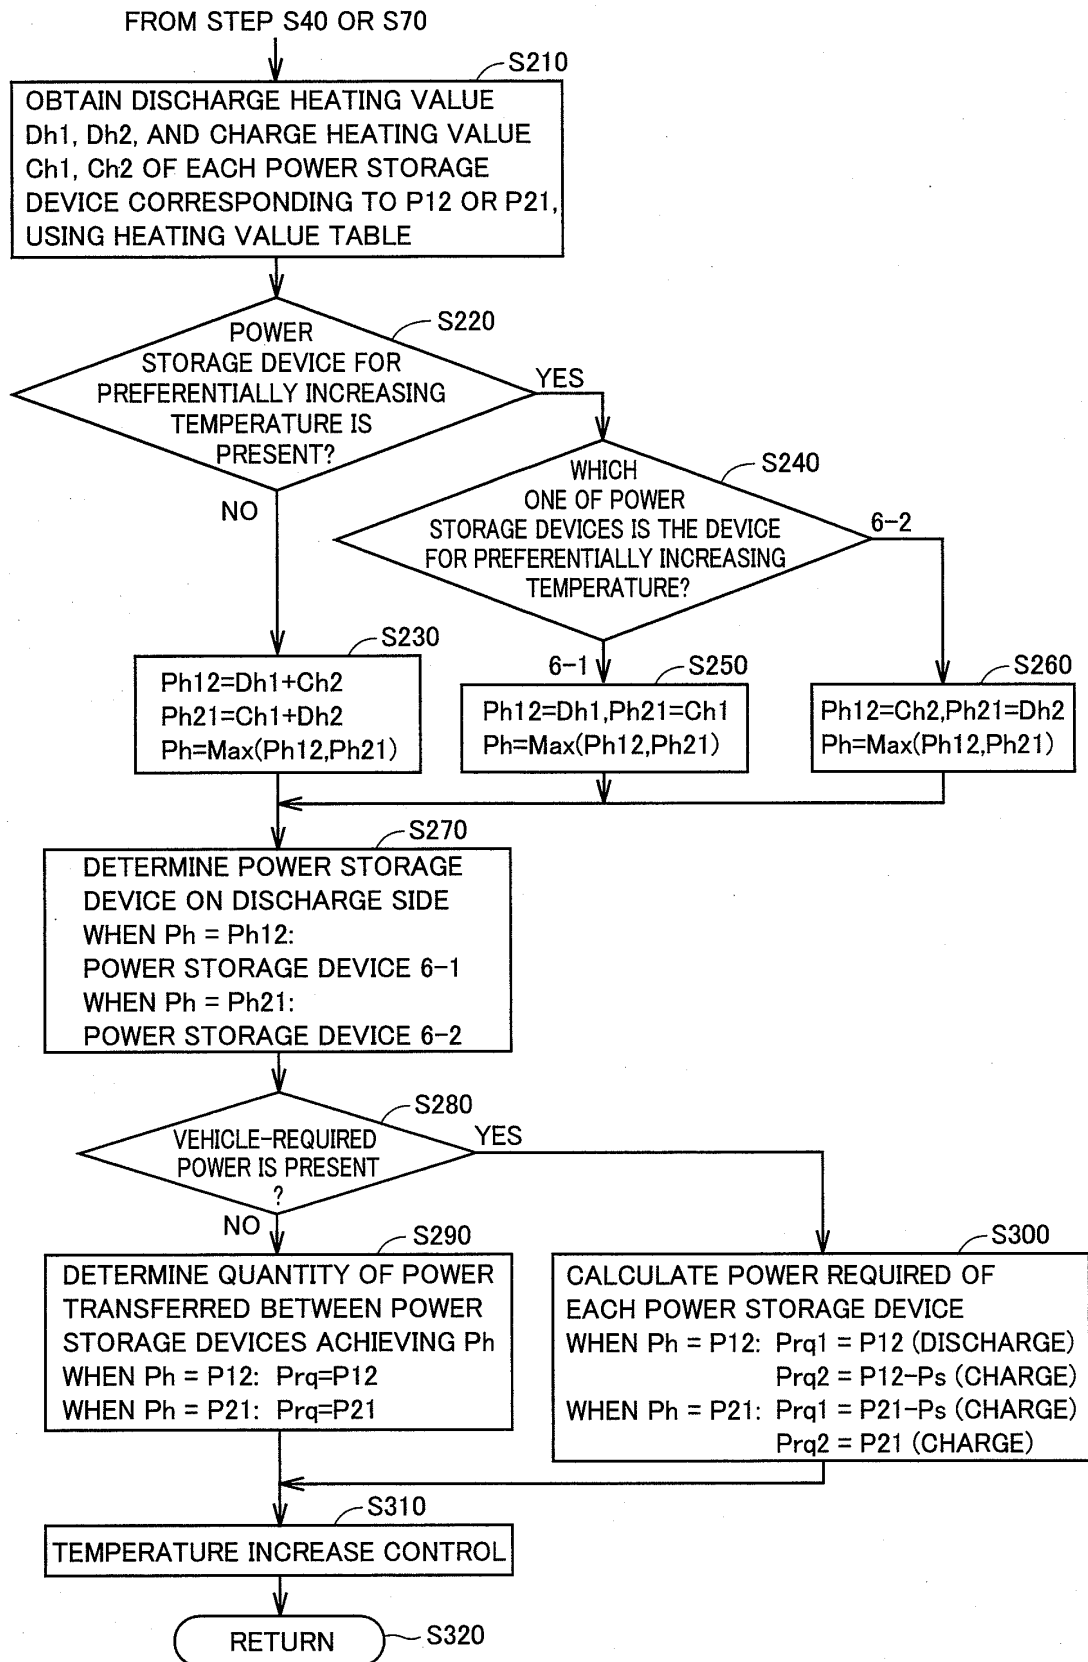 FROM STEP S40 OR S70
S210
OBTAIN DISCHARGE HEATING VALUE
Dh1, Dh2, AND CHARGE HEATING VALUE
Ch1, Ch2 OF EACH POWER STORAGE
DEVICE CORRESPONDING TO P12 OR P21,
USING HEATING VALUE TABLE
S220
POWER
STORAGE DEVICE FOR
PREFERENTIALLY INCREASING
TEMPERATURE IS
PRESENT?
YES
NO
S240
WHICH
ONE OF POWER
STORAGE DEVICES IS THE DEVICE
FOR PREFERENTIALLY INCREASING
TEMPERATURE?
6-2
6-1
S230
Ph12=Dh1+Ch2
Ph21=Ch1+Dh2
Ph=Max(Ph12,Ph21)
S250
Ph12=Dh1,Ph21=Ch1
Ph=Max(Ph12,Ph21)
S260
Ph12=Ch2,Ph21=Dh2
Ph=Max(Ph12,Ph21)
S270
DETERMINE POWER STORAGE
DEVICE ON DISCHARGE SIDE
WHEN Ph = Ph12:
POWER STORAGE DEVICE 6-1
WHEN Ph = Ph21:
POWER STORAGE DEVICE 6-2
S280
VEHICLE-REQUIRED
POWER IS PRESENT
?
YES
NO
S290
DETERMINE QUANTITY OF POWER
TRANSFERRED BETWEEN POWER
STORAGE DEVICES ACHIEVING Ph
WHEN Ph = P12: Prq=P12
WHEN Ph = P21: Prq=P21
S300
CALCULATE POWER REQUIRED OF
EACH POWER STORAGE DEVICE
WHEN Ph = P12: Prq1 = P12 (DISCHARGE)
Prq2 = P12-Ps (CHARGE)
WHEN Ph = P21: Prq1 = P21-Ps (CHARGE)
Prq2 = P21 (CHARGE)
S310
TEMPERATURE INCREASE CONTROL
RETURN
S320